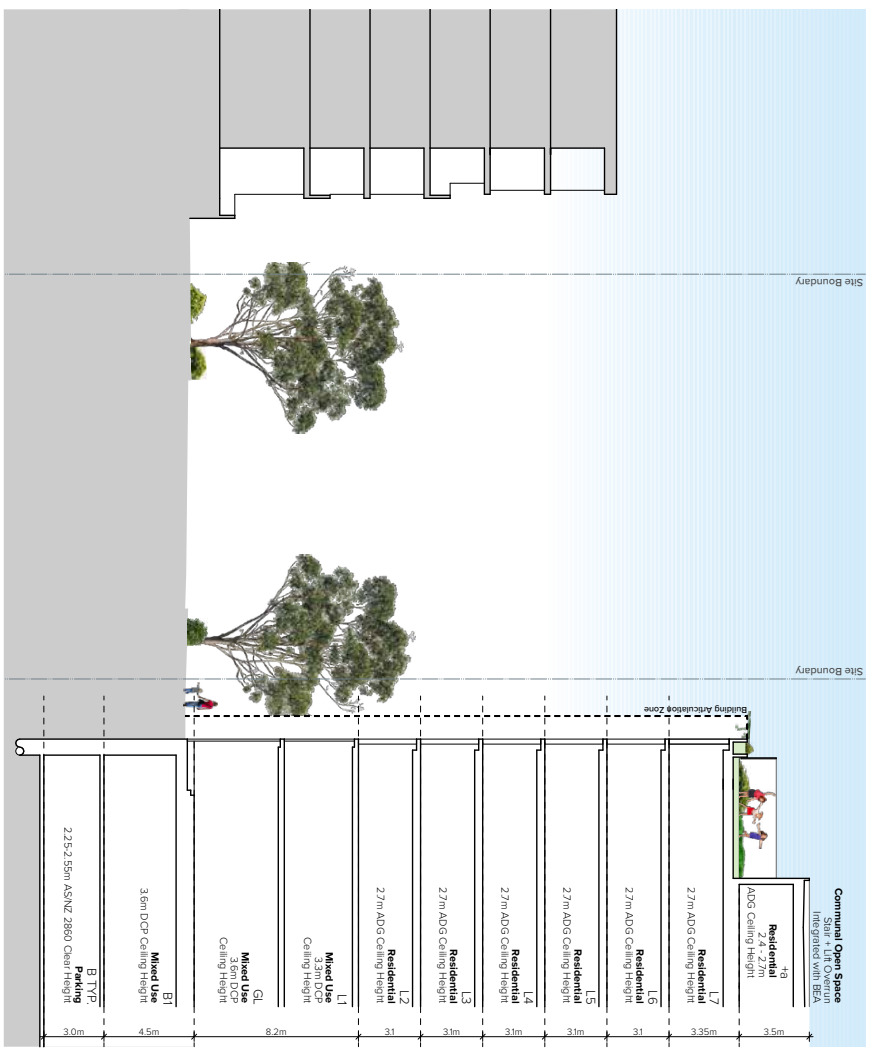 Site Boundary
Site Boundary
Building Articulation Zone
Communal Open Space
Stair + Lift Overrun
Integrated with BEA
+a
Residential
2.4 - 2.7m
ADG Ceiling Height
3.5m
L7
Residential
2.7m ADG Ceiling Height
3.35m
L6
Residential
2.7m ADG Ceiling Height
3.1
L5
Residential
2.7m ADG Ceiling Height
3.1m
L4
Residential
2.7m ADG Ceiling Height
3.1m
L3
Residential
2.7m ADG Ceiling Height
3.1m
L2
Residential
2.7m ADG Ceiling Height
3.1
L1
Mixed Use
3.3m DCP
Ceiling Height
GL
Mixed Use
3.6m DCP
Ceiling Height
8.2m
B1
Mixed Use
3.6m DCP Ceiling Height
4.5m
B TYP.
Parking
2.25-2.55m AS/NZ 2860 Clear Height
3.0m